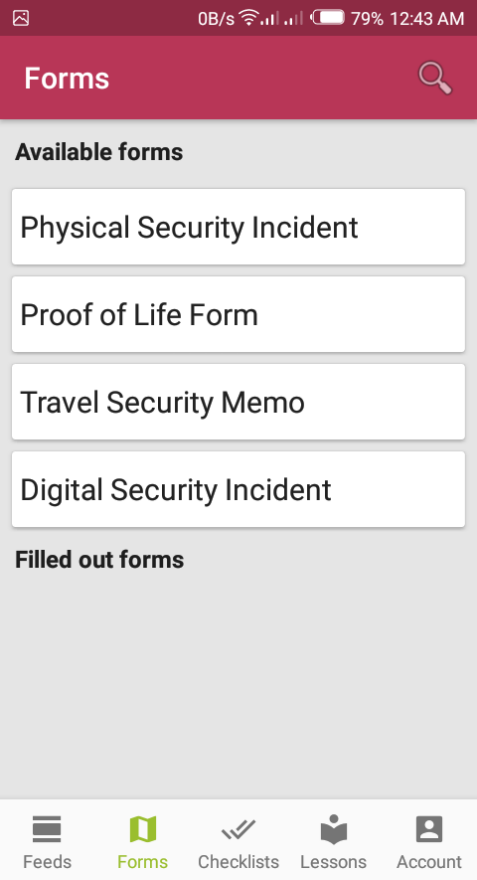 0B/s 79% 12:43 AM
Forms
Available forms
Physical Security Incident
Proof of Life Form
Travel Security Memo
Digital Security Incident
Filled out forms
Feeds Forms Checklists Lessons Account